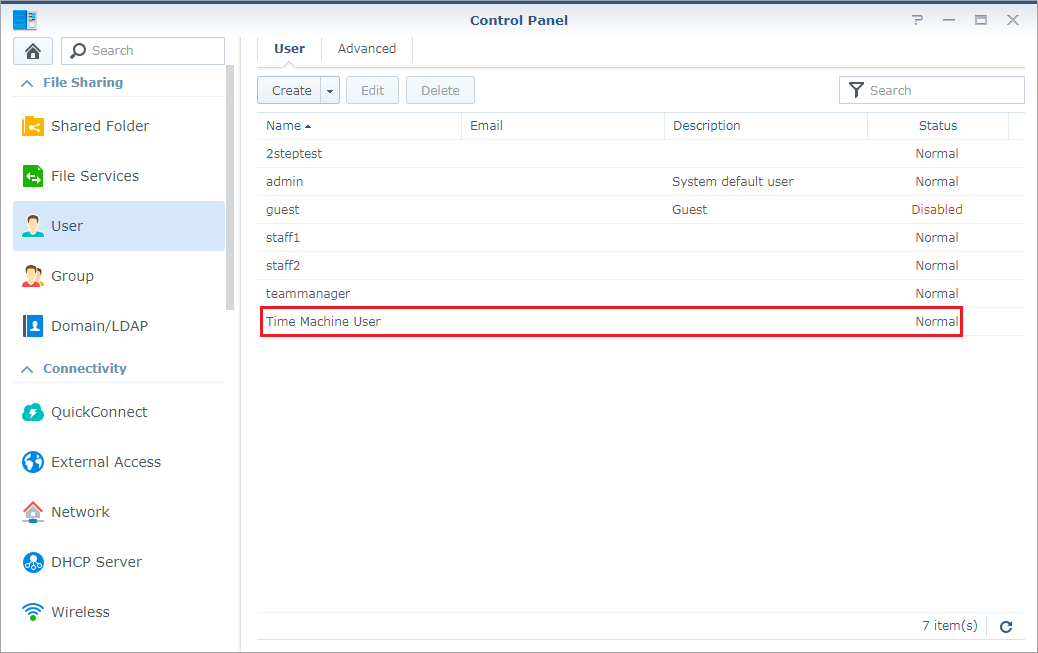 Control Panel
Search
File Sharing
Shared Folder
File Services
User
Group
Domain/LDAP
Connectivity
QuickConnect
External Access
Network
DHCP Server
Wireless
User Advanced
Create Edit Delete Search
Name Email Description Status
2steptest Normal
admin System default user Normal
guest Guest Disabled
staff1 Normal
staff2 Normal
teammanager Normal
Time Machine User Normal
7 item(s)